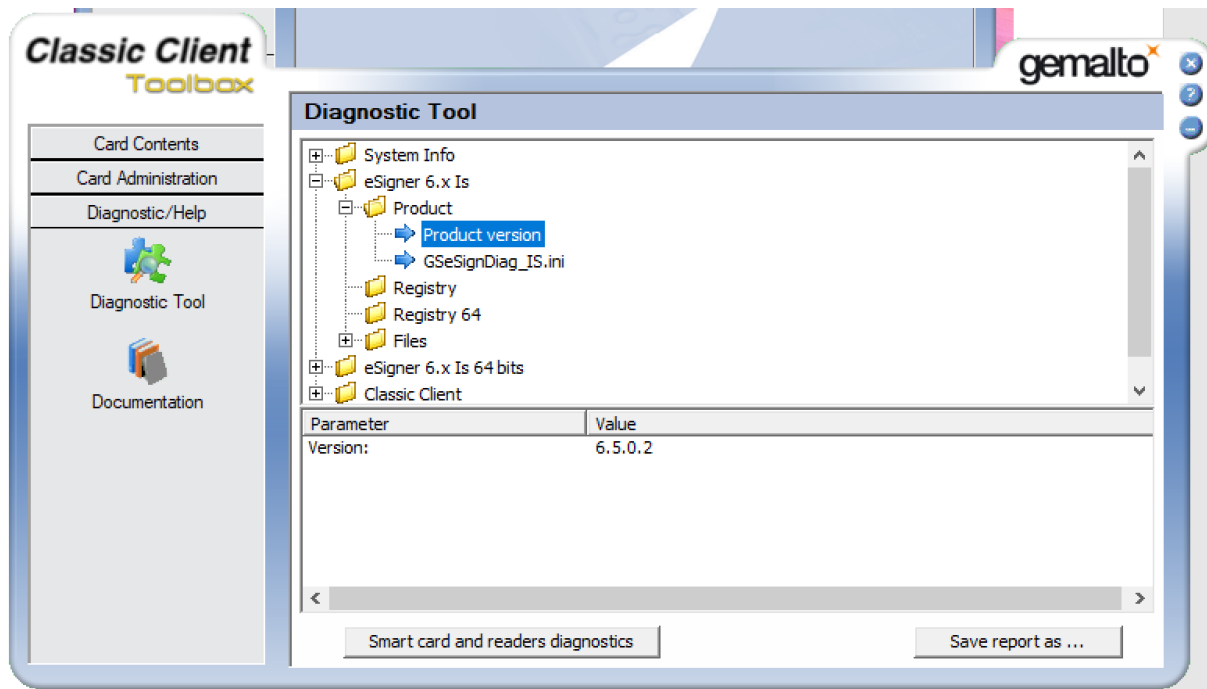 Classic Client
Toolbox
gemalto
Diagnostic Tool
Card Contents
Card Administration
Diagnostic/Help
Diagnostic Tool
Documentation
System Info
eSigner 6.x Is
Product
Product version
GSeSignDiag_IS.ini
Registry
Registry 64
Files
eSigner 6.x Is 64 bits
Classic Client
Parameter Value
Version: 6.5.0.2
Smart card and readers diagnostics
Save report as ...